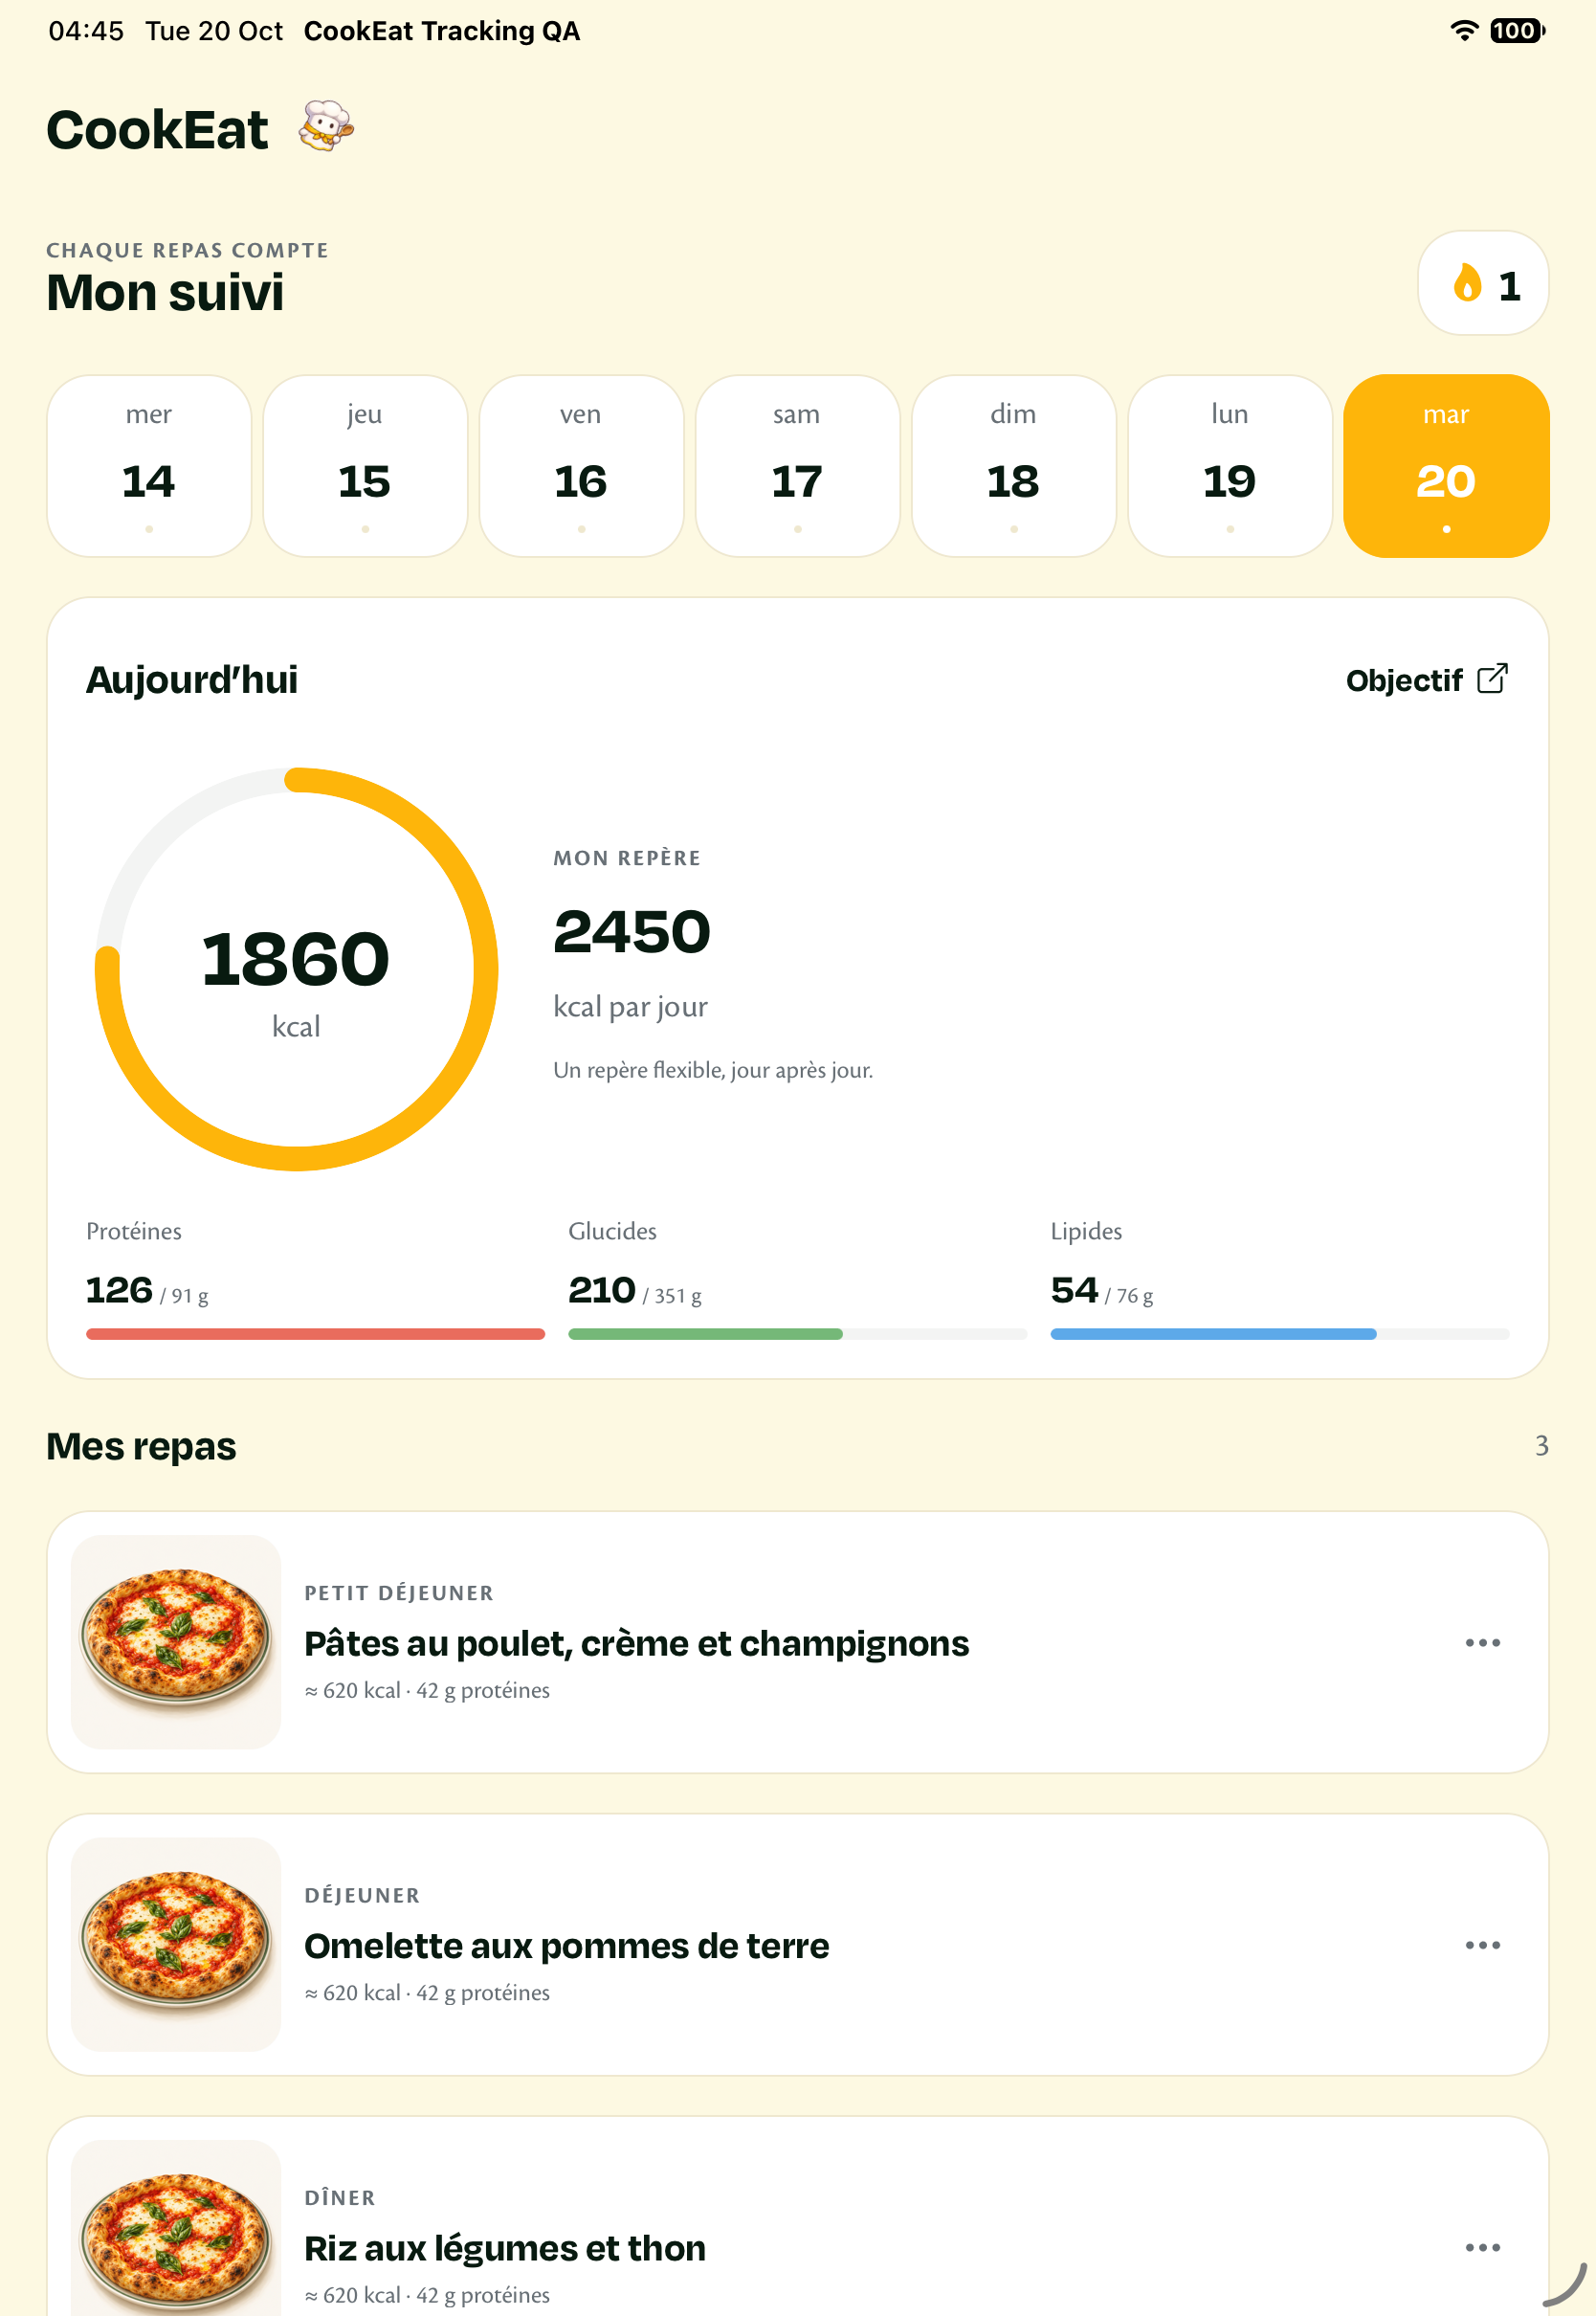 04:45 Tue 20 Oct CookEat Tracking QA
100
CookEat
CHAQUE REPAS COMPTE
Mon suivi
1
mer jeu ven sam dim lun mar
14 15 16 17 18 19 20
Aujourd’hui
Objectif
1860
kcal
MON REPÈRE
2450
kcal par jour
Un repère flexible, jour après jour.
Protéines Glucides Lipides
126 / 91 g 210 / 351 g 54 / 76 g
Mes repas 3
PETIT DÉJEUNER
Pâtes au poulet, crème et champignons
≈ 620 kcal · 42 g protéines
DÉJEUNER
Omelette aux pommes de terre
≈ 620 kcal · 42 g protéines
DÎNER
Riz aux légumes et thon
≈ 620 kcal · 42 g protéines